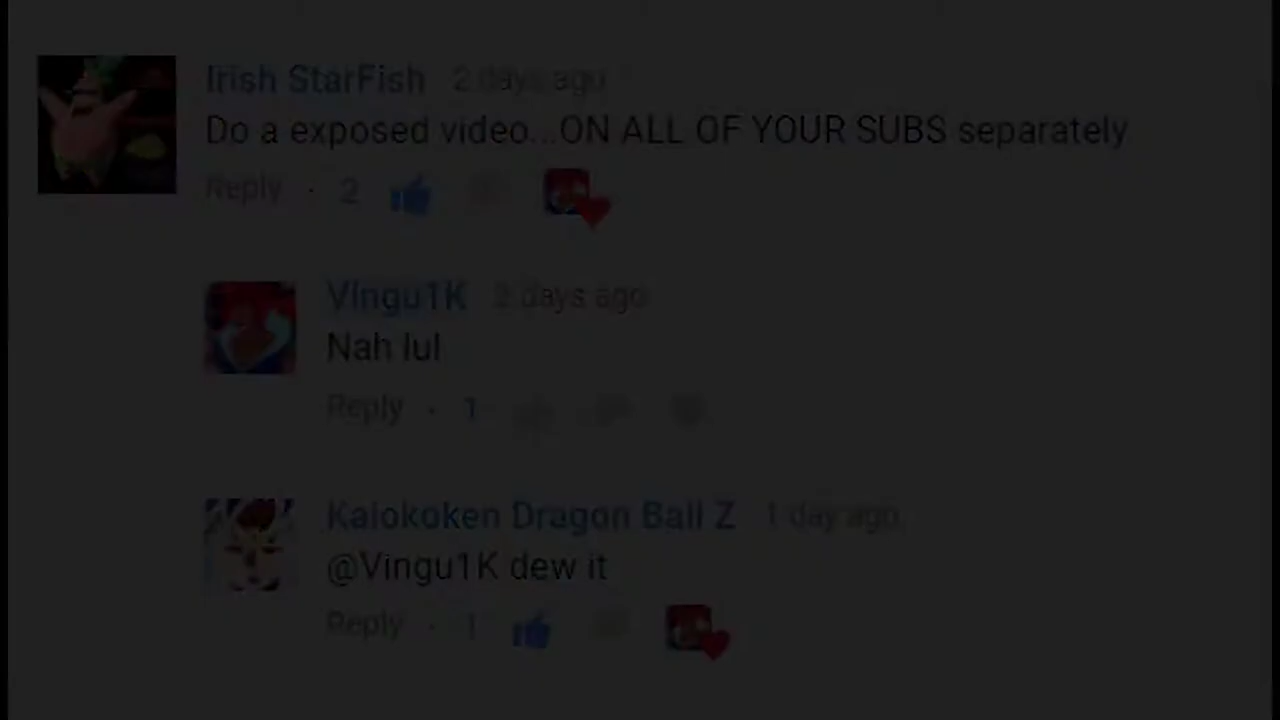 Irish StarFish 2 days ago
Do a exposed video...ON ALL OF YOUR SUBS separately
Reply · 2
Vingu1K 2 days ago
Nah lul
Reply · 1
Kaiokoken Dragon Ball Z 1 day ago
@Vingu1K dew it
Reply · 1